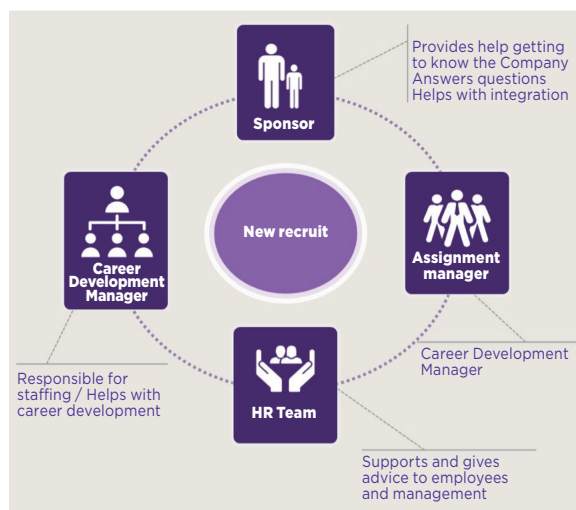 Provides help getting
to know the Company
Answers questions
Helps with integration
Sponsor
New recruit
Career
Development
Manager
Assignment
manager
Career Development
Manager
Responsible for
staffing / Helps with
career development
HR Team
Supports and gives
advice to employees
and management